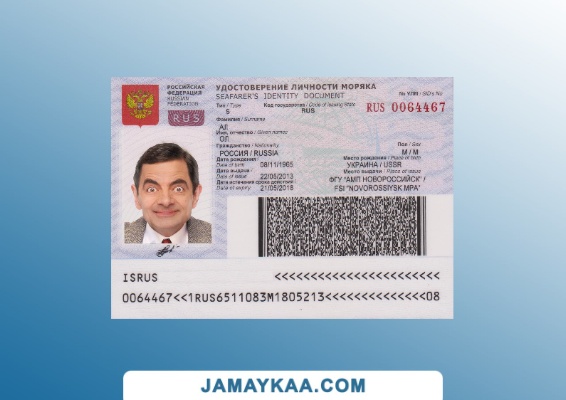 РОССИЙСКАЯ
ФЕДЕРАЦИЯ
RUSSIAN
FEDERATION
RUS
УДОСТОВЕРЕНИЕ ЛИЧНОСТИ МОРЯКА
SEAFARER'S IDENTITY DOCUMENT
№ УЛМ / SIDs No
Тип / Type
Код государства / Code of issuing State
S
RUS
RUS 0064467
Фамилия / Surname
АГ
Имя, отчество / Given names
ОЛ
Гражданство / Nationality
Пол / Sex
РОССИЯ / RUSSIA
М / M
Дата рождения / Date of birth
08/11/1965
Место рождения / Place of birth
УКРАИНА / USSR
Дата выдачи / Date of issue
22/05/2013
Место выдачи / Place of issue
ФГУ "АМП НОВОРОССИЙСК" /
Дата истечения срока действия
Date of expiry
21/05/2018
FSI "NOVOROSSIYSK MPA"
ISRUS <<<<<<<<<<<<<<<<<<<<<<<<
0064467<<1RUS6511083M1805213<<<<<<<<<<<<<<08
JAMAYKAA.COM